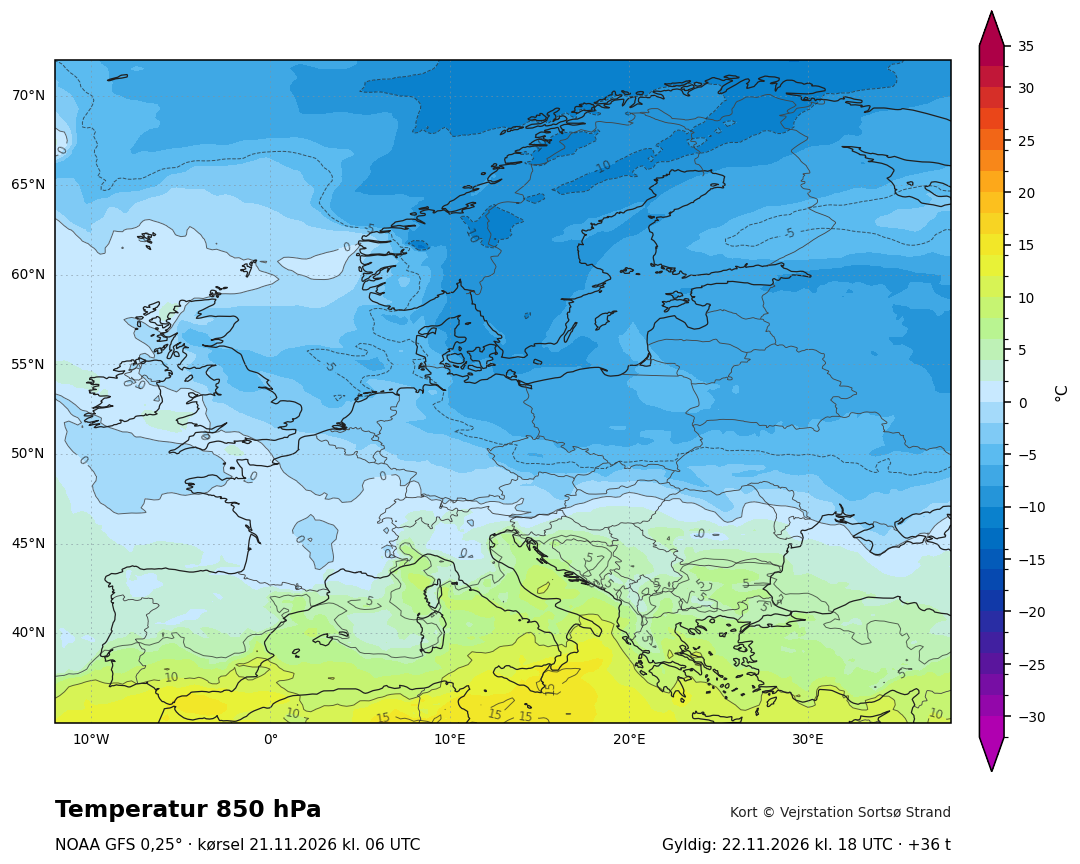 70°N
65°N
60°N
55°N
50°N
45°N
40°N
10°W
0°
10°E
20°E
30°E
35
30
25
20
15
10
5
0
−5
−10
−15
−20
−25
−30
°C
Temperatur 850 hPa
Kort © Vejrstation Sortsø Strand
NOAA GFS 0,25° · kørsel 21.11.2026 kl. 06 UTC
Gyldig: 22.11.2026 kl. 18 UTC · +36 t